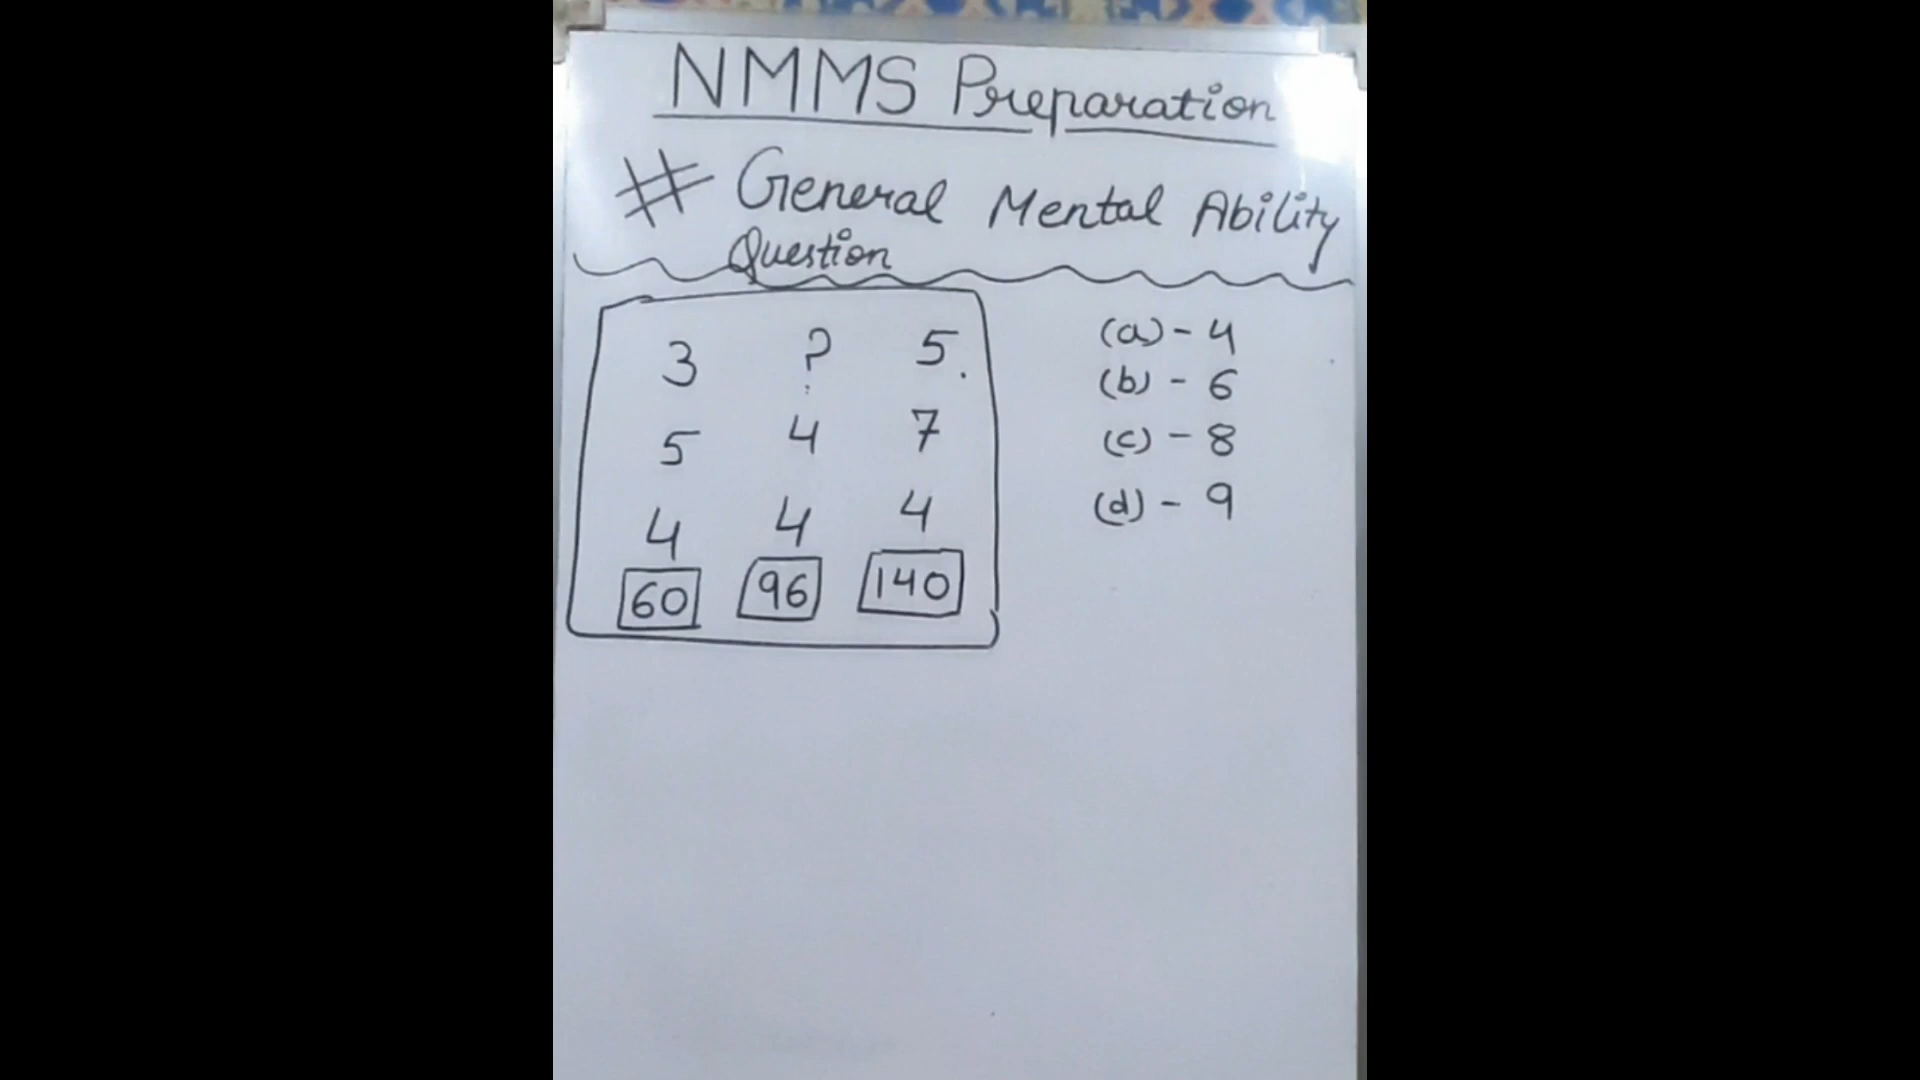 NMMS Preparation
# General Mental Ability
Question
3 ? 5
5 4 7
4 4 4
60 96 140
(a) - 4
(b) - 6
(c) - 8
(d) - 9